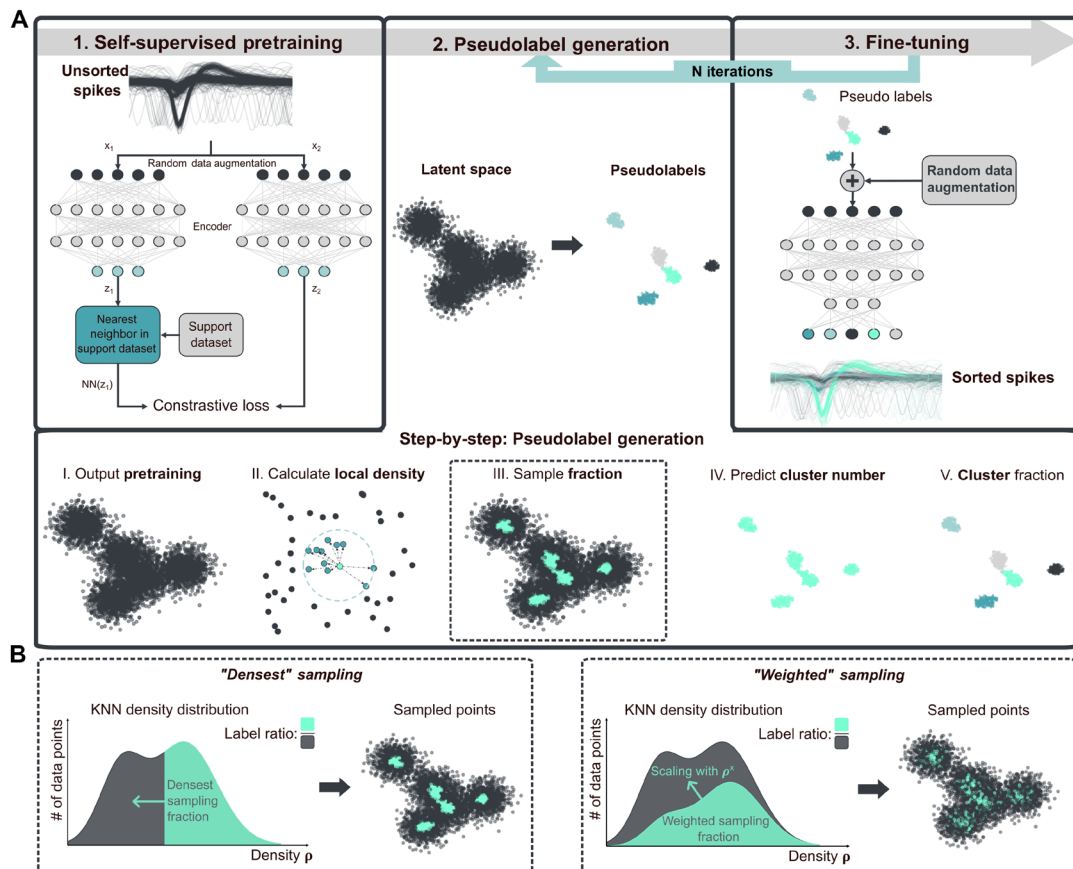 A
1. Self-supervised pretraining
2. Pseudolabel generation
3. Fine-tuning
N iterations
Unsorted
spikes
x1
x2
Random data augmentation
Encoder
z1
z2
Nearest
neighbor in
support dataset
Support
dataset
NN(z1)
Constrastive loss
Latent space
Pseudolabels
Pseudo labels
+
Random data
augmentation
Sorted spikes
Step-by-step: Pseudolabel generation
I. Output pretraining
II. Calculate local density
III. Sample fraction
IV. Predict cluster number
V. Cluster fraction
B
"Densest" sampling
KNN density distribution
Label ratio:
Sampled points
# of data points
Densest
sampling
fraction
Density ρ
"Weighted" sampling
KNN density distribution
Label ratio:
Sampled points
# of data points
Scaling with ρˣ
Weighted sampling
fraction
Density ρ